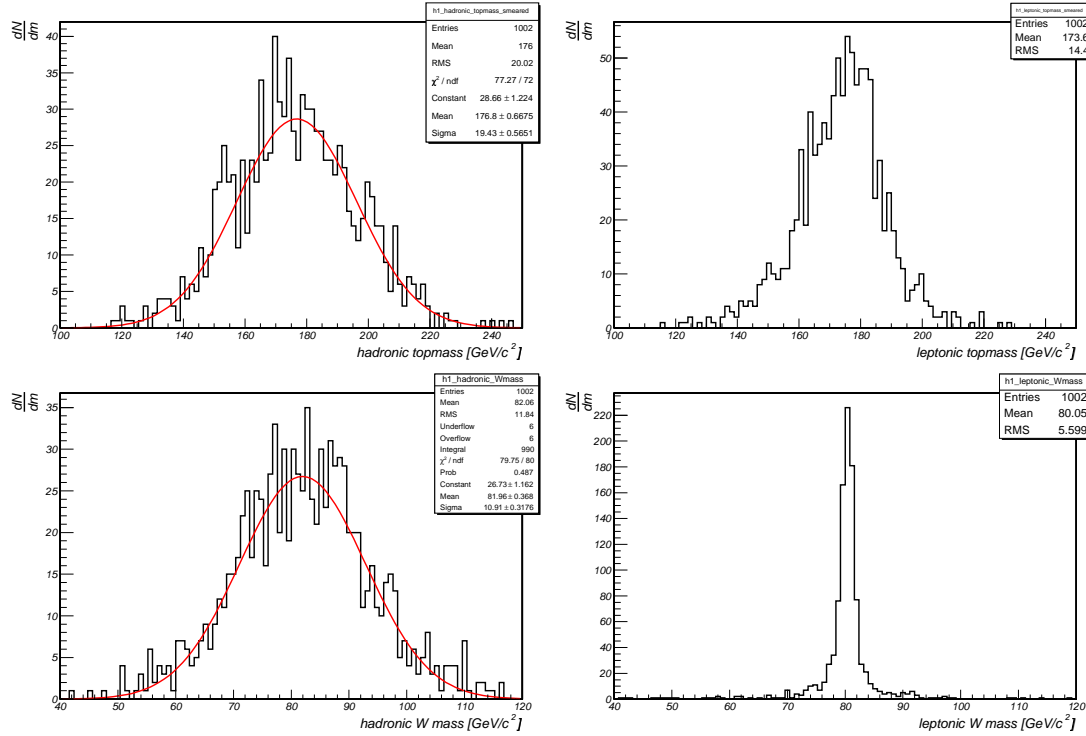 dN
dm
h1_hadronic_topmass_smeared
Entries 1002
Mean 176
RMS 20.02
χ² / ndf 77.27 / 72
Constant 28.66 ± 1.224
Mean 176.8 ± 0.6675
Sigma 19.43 ± 0.5651
40
35
30
25
20
15
10
5
0
100 120 140 160 180 200 220 240
hadronic topmass [GeV/c²]
dN
dm
h1_leptonic_topmass_smeared
Entries 1002
Mean 173.6
RMS 14.4
50
40
30
20
10
0
100 120 140 160 180 200 220 240
leptonic topmass [GeV/c²]
dN
dm
h1_hadronic_Wmass
Entries 1002
Mean 82.06
RMS 11.84
Underflow 6
Overflow 6
Integral 990
χ² / ndf 79.75 / 80
Prob 0.487
Constant 26.73 ± 1.162
Mean 81.96 ± 0.368
Sigma 10.91 ± 0.3176
35
30
25
20
15
10
5
0
40 50 60 70 80 90 100 110 120
hadronic W mass [GeV/c²]
dN
dm
h1_leptonic_Wmass
Entries 1002
Mean 80.05
RMS 5.599
220
200
180
160
140
120
100
80
60
40
20
0
40 50 60 70 80 90 100 110 120
leptonic W mass [GeV/c²]